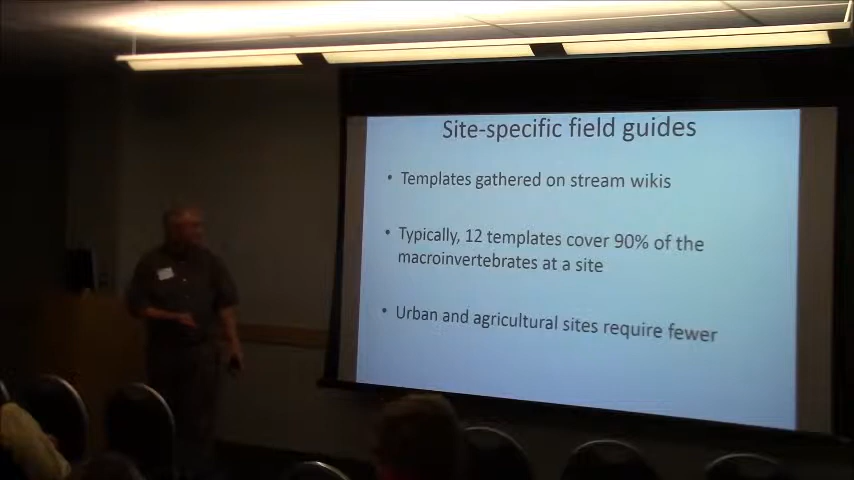 Site-specific field guides
• Templates gathered on stream wikis
• Typically, 12 templates cover 90% of the
macroinvertebrates at a site
• Urban and agricultural sites require fewer